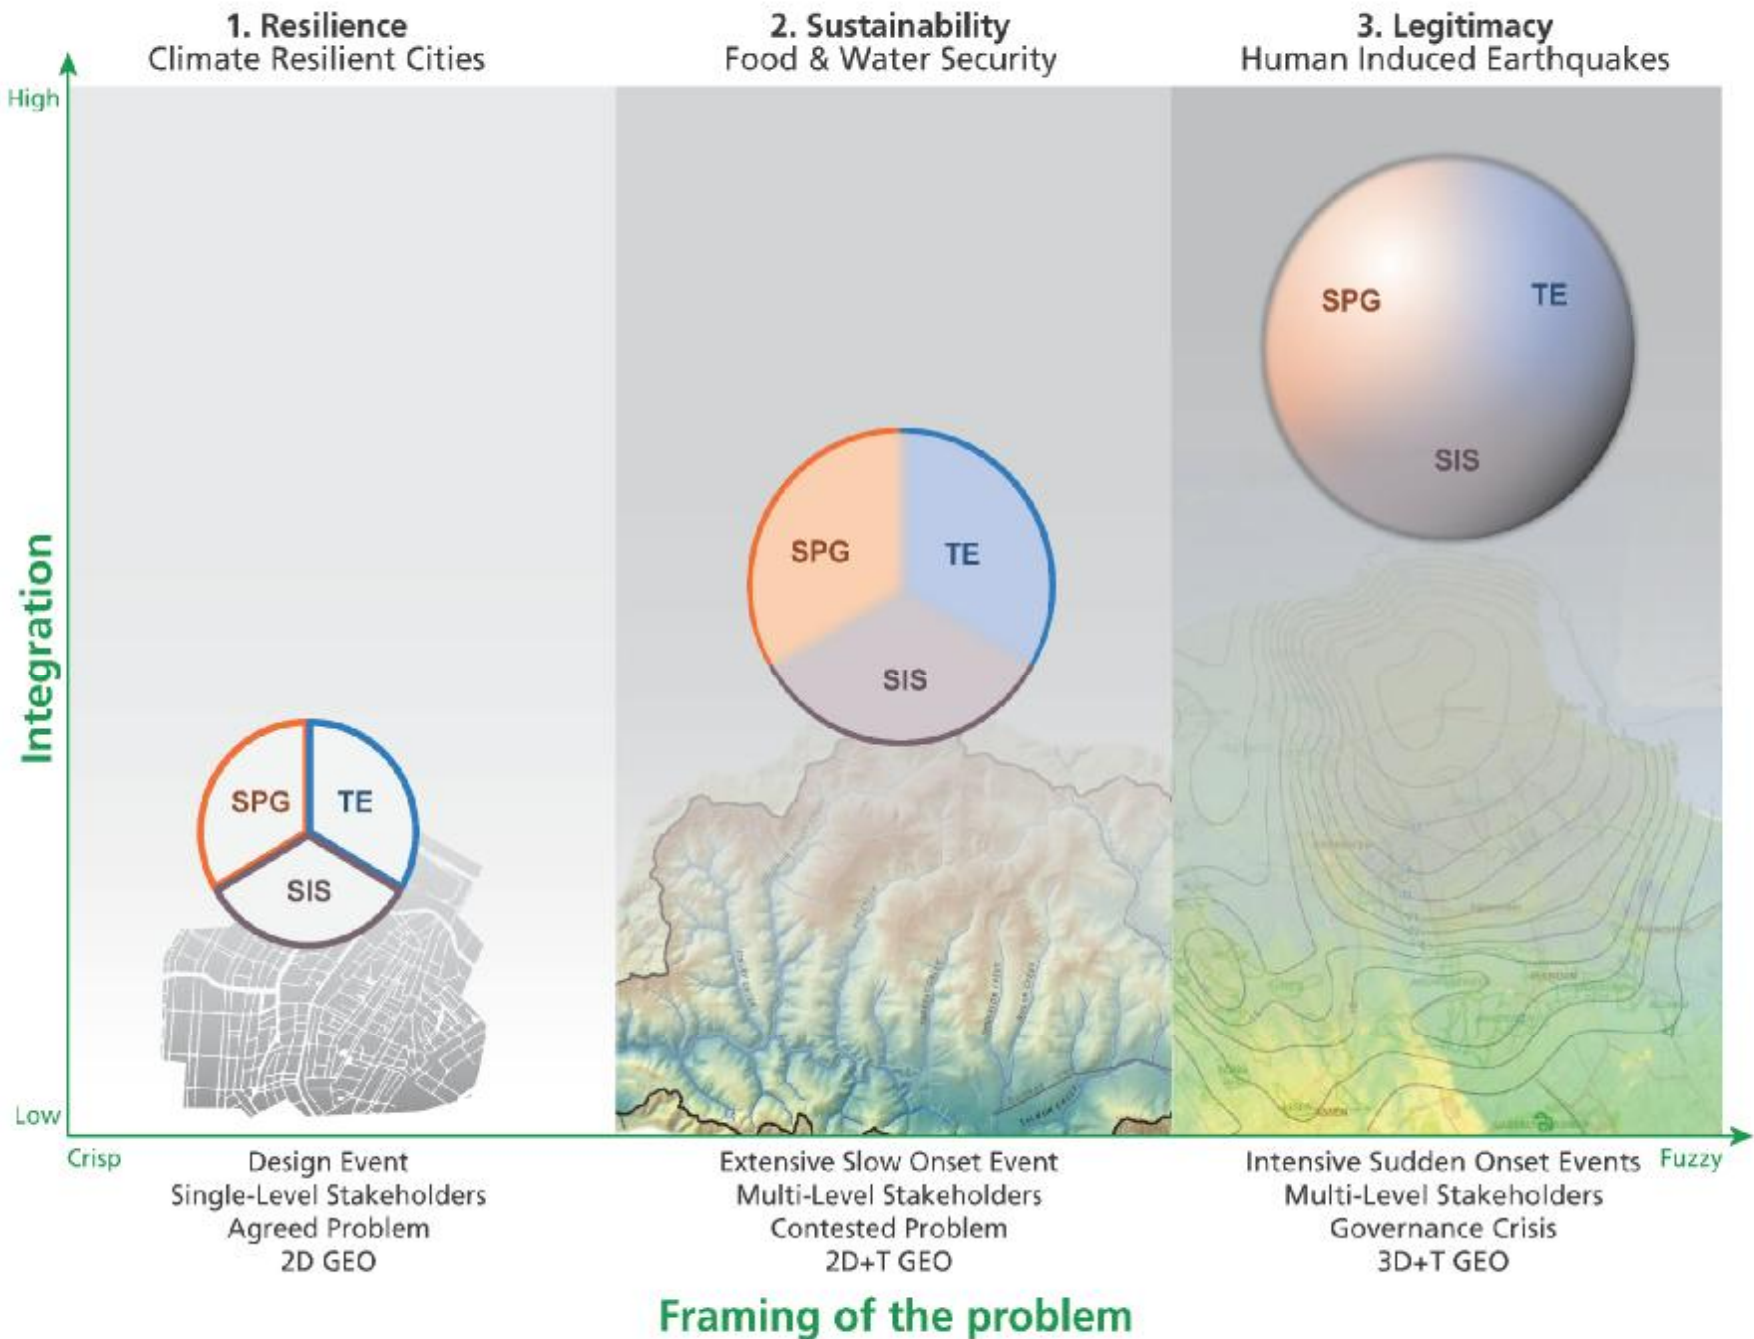 1. Resilience
Climate Resilient Cities
2. Sustainability
Food & Water Security
3. Legitimacy
Human Induced Earthquakes
High
Integration
Low
SPG
TE
SIS
SPG
TE
SIS
SPG
TE
SIS
Crisp
Fuzzy
Design Event
Single-Level Stakeholders
Agreed Problem
2D GEO
Extensive Slow Onset Event
Multi-Level Stakeholders
Contested Problem
2D+T GEO
Intensive Sudden Onset Events
Multi-Level Stakeholders
Governance Crisis
3D+T GEO
Framing of the problem